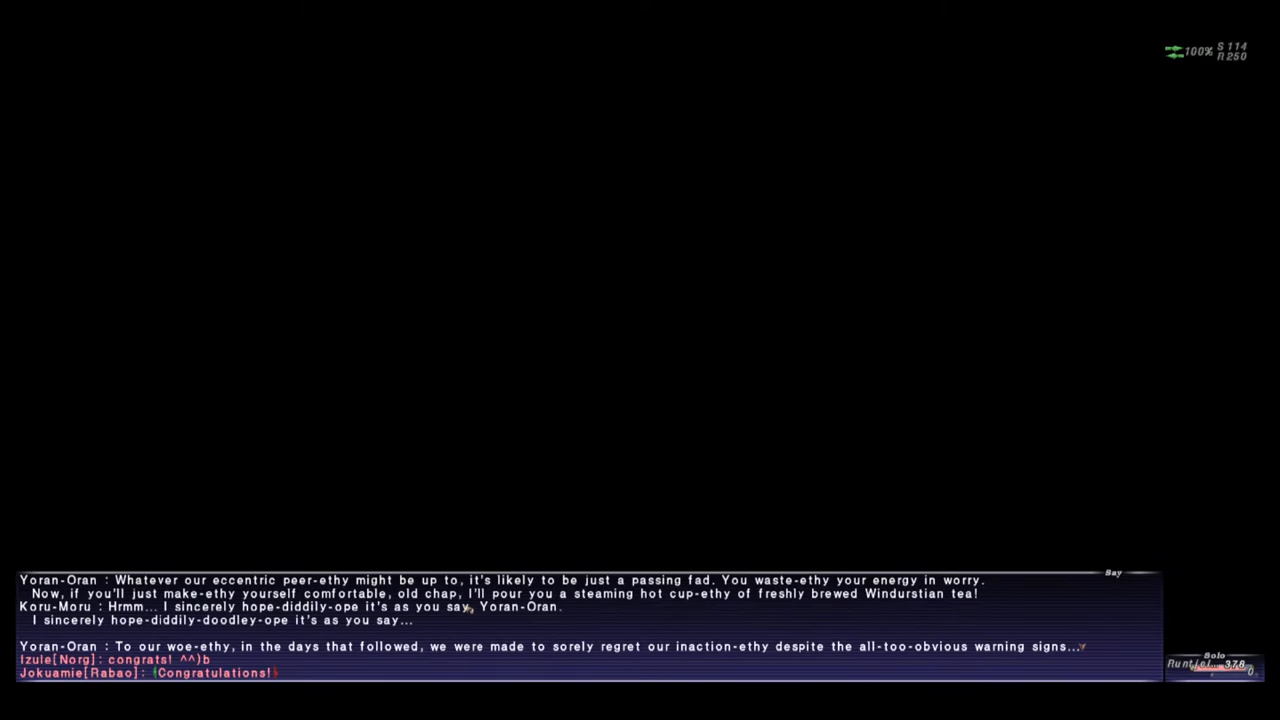 100% S 114
R 250
Say
Yoran-Oran : Whatever our eccentric peer-ethy might be up to, it's likely to be just a passing fad. You waste-ethy your energy in worry.
Now, if you'll just make-ethy yourself comfortable, old chap, I'll pour you a steaming hot cup-ethy of freshly brewed Windurstian tea!
Koru-Moru : Hrmm... I sincerely hope-diddily-ope it's as you say, Yoran-Oran.
I sincerely hope-diddily-doodley-ope it's as you say...
Yoran-Oran : To our woe-ethy, in the days that followed, we were made to sorely regret our inaction-ethy despite the all-too-obvious warning signs...
Izule[Norg]: congrats! ^^)b
Jokuamie[Rabao]: {Congratulations!}
Solo
378
0